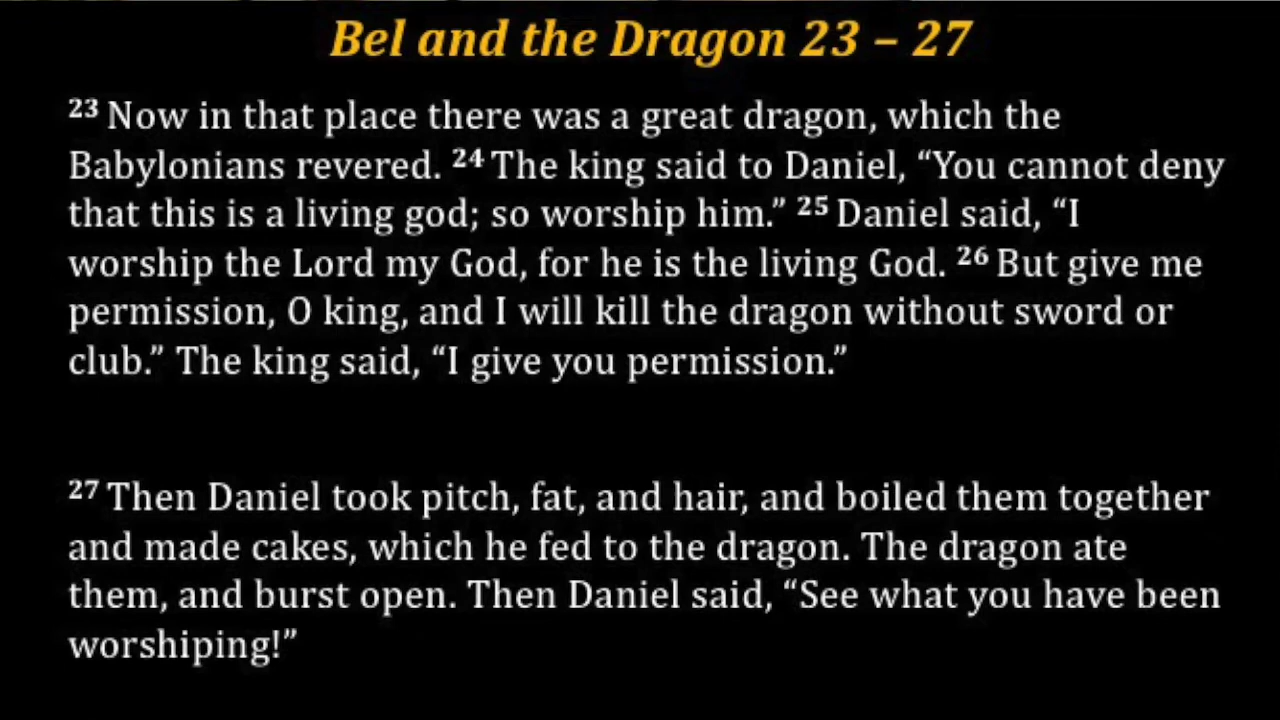 Bel and the Dragon 23 – 27
23 Now in that place there was a great dragon, which the
Babylonians revered. 24 The king said to Daniel, “You cannot deny
that this is a living god; so worship him.” 25 Daniel said, “I
worship the Lord my God, for he is the living God. 26 But give me
permission, O king, and I will kill the dragon without sword or
club.” The king said, “I give you permission.”
27 Then Daniel took pitch, fat, and hair, and boiled them together
and made cakes, which he fed to the dragon. The dragon ate
them, and burst open. Then Daniel said, “See what you have been
worshiping!”